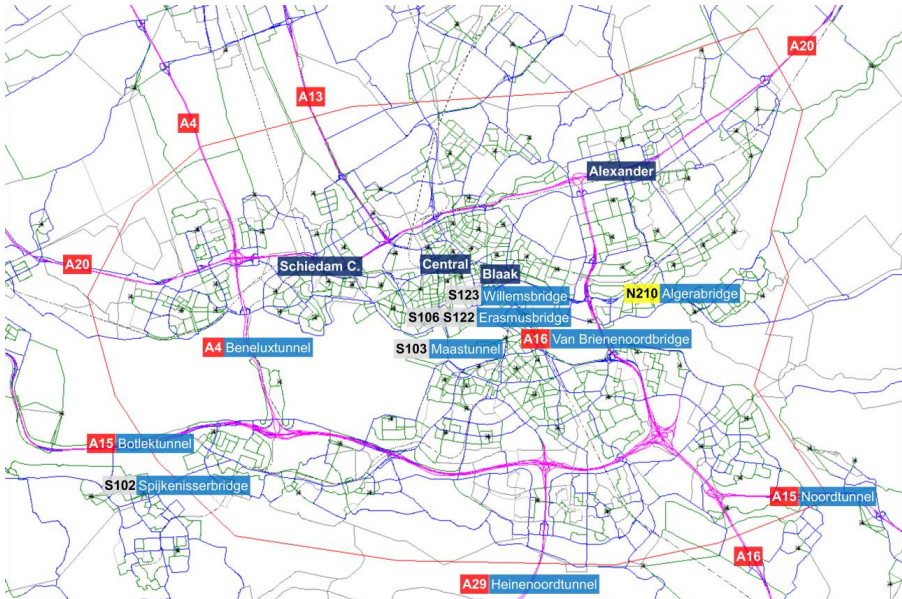 A20
A13
A4
Alexander
A20
Schiedam C.
Central
Blaak
S123 Willemsbridge
N210 Algerabridge
S106 S122 Erasmusbridge
A16 Van Brienenoordbridge
A4 Beneluxtunnel
S103 Maastunnel
A15 Botlektunnel
S102 Spijkenisserbridge
A15 Noordtunnel
A16
A29 Heinenoordtunnel